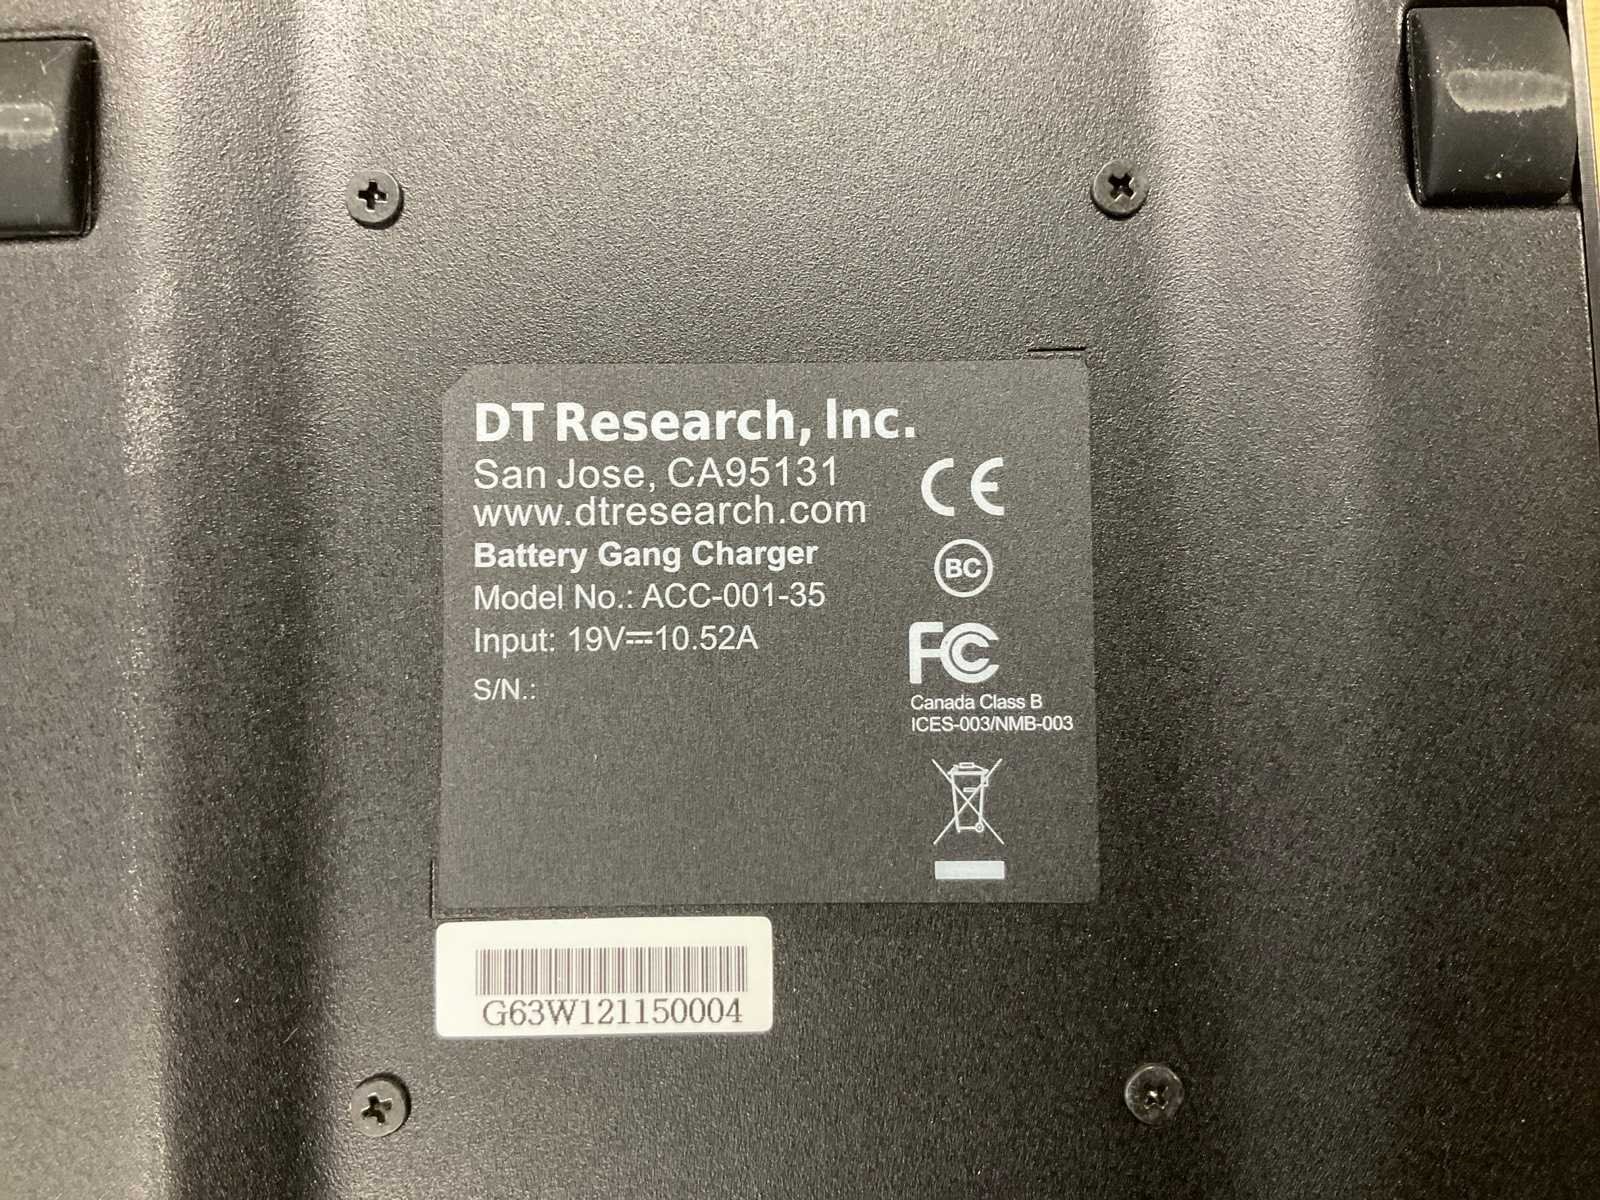 DT Research, Inc.
San Jose, CA95131
www.dtresearch.com
Battery Gang Charger
Model No.: ACC-001-35
Input: 19V⎓10.52A
S/N.:
CE
BC
FC
Canada Class B
ICES-003/NMB-003
G63W121150004